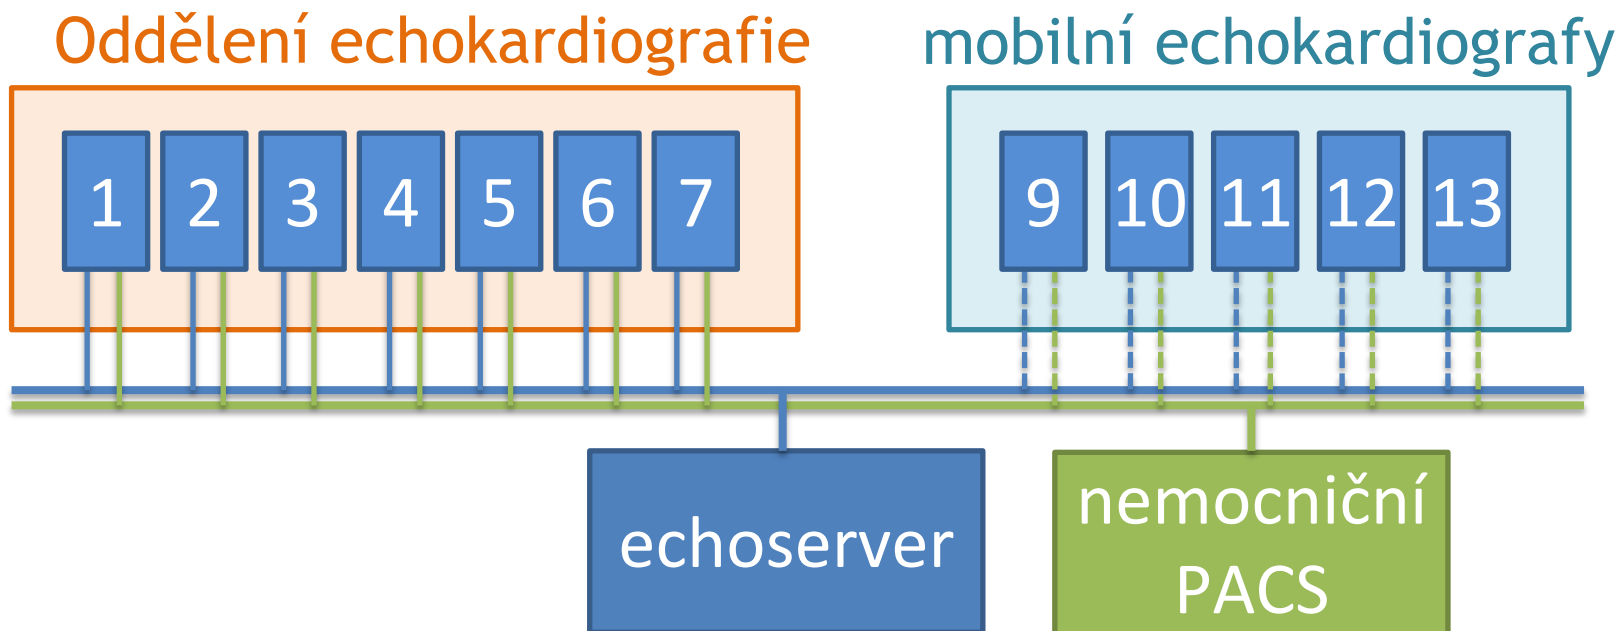 Oddělení echokardiografie
mobilní echokardiografy
1 2 3 4 5 6 7
9 10 11 12 13
echoserver
nemocniční
PACS